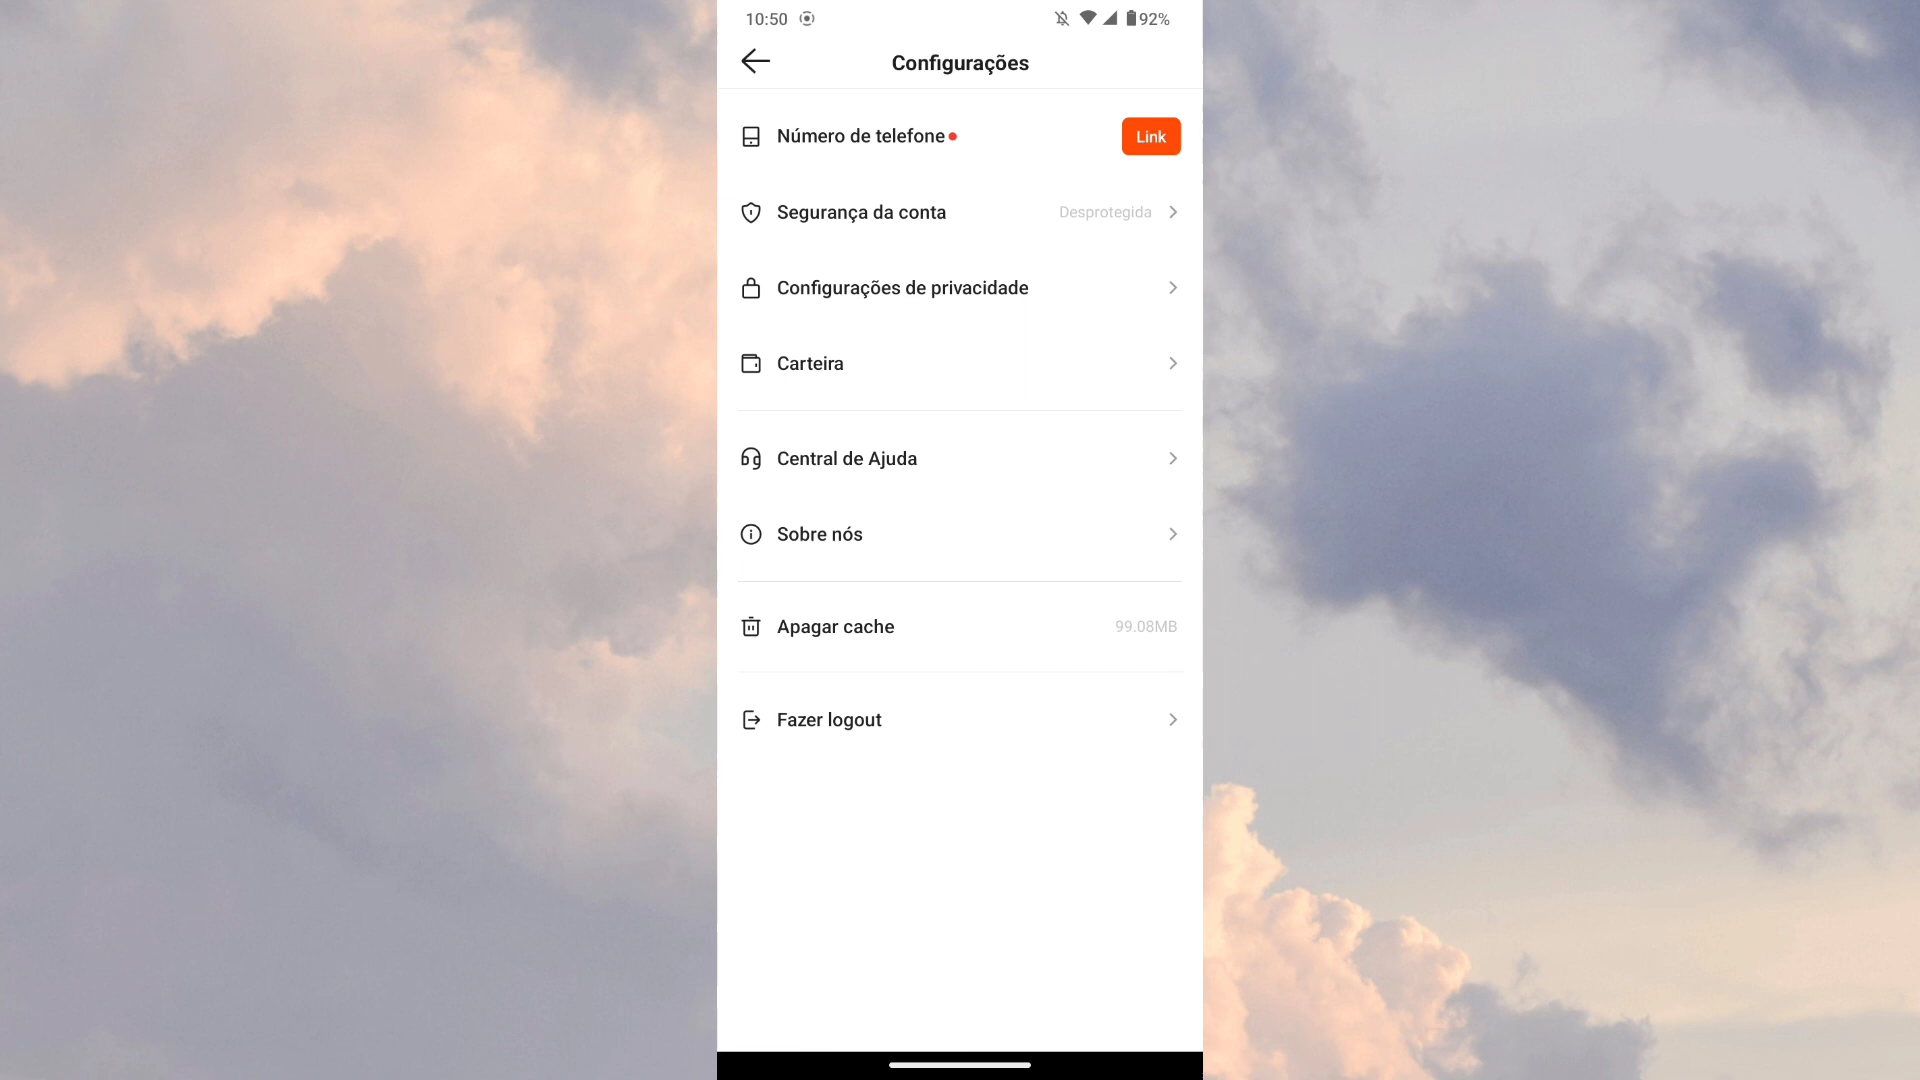 10:50
92%
Configurações
Número de telefone
Link
Segurança da conta
Desprotegida
Configurações de privacidade
Carteira
Central de Ajuda
Sobre nós
Apagar cache
99.08MB
Fazer logout